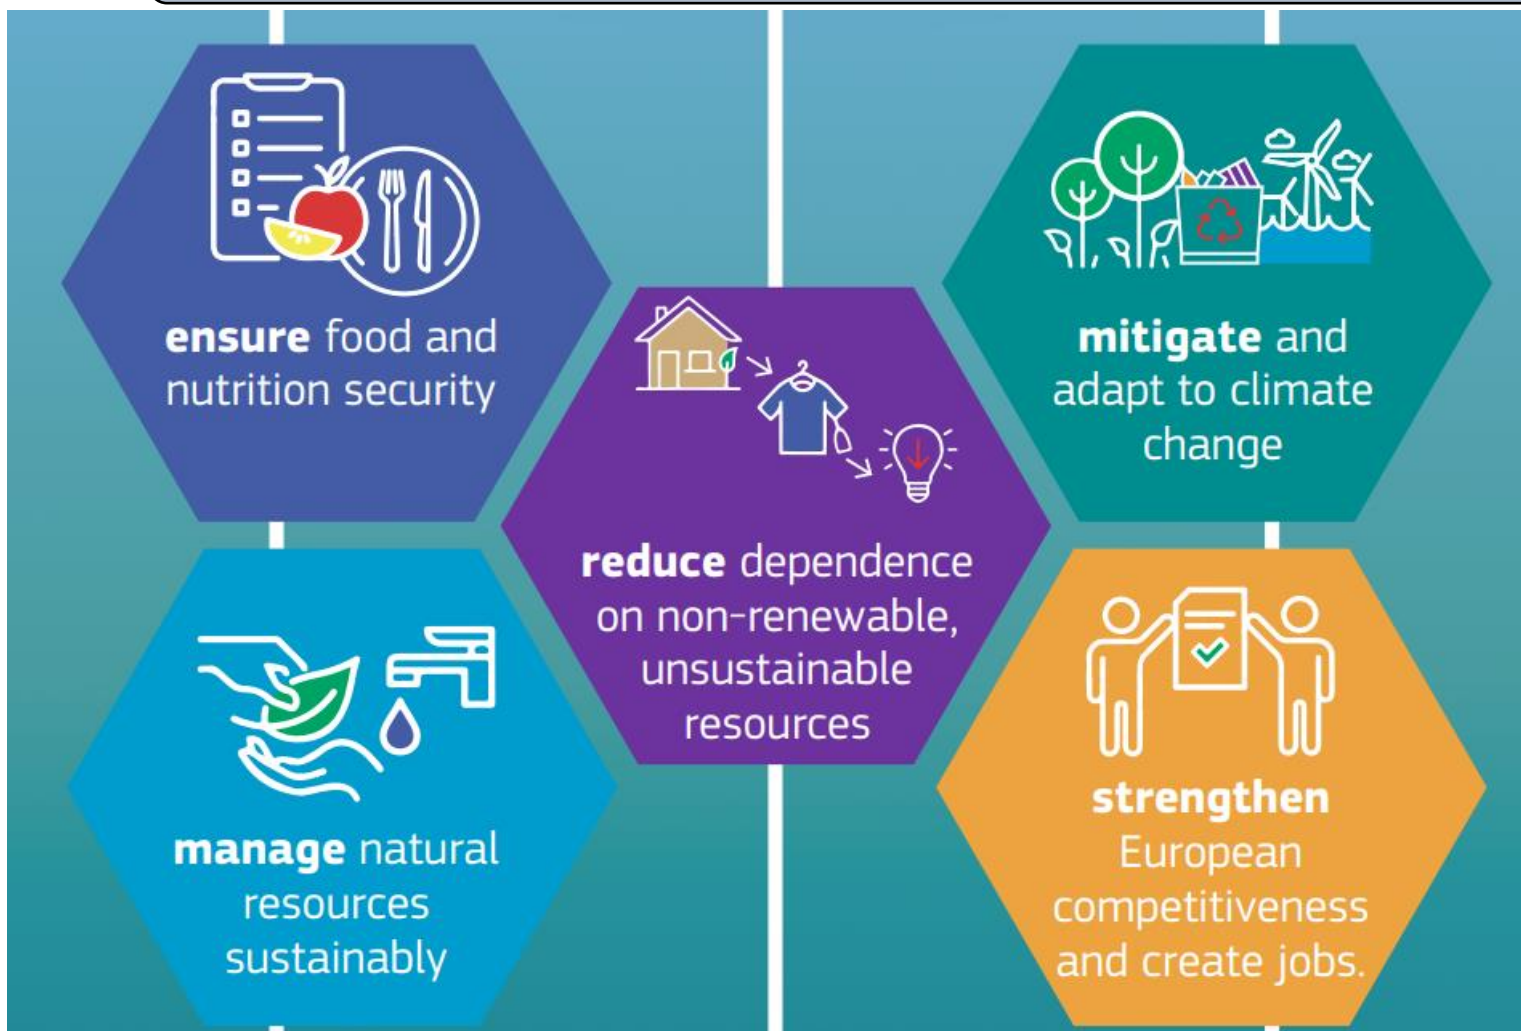 ensure food and
nutrition security
manage natural
resources
sustainably
reduce dependence
on non-renewable,
unsustainable
resources
mitigate and
adapt to climate
change
strengthen
European
competitiveness
and create jobs.